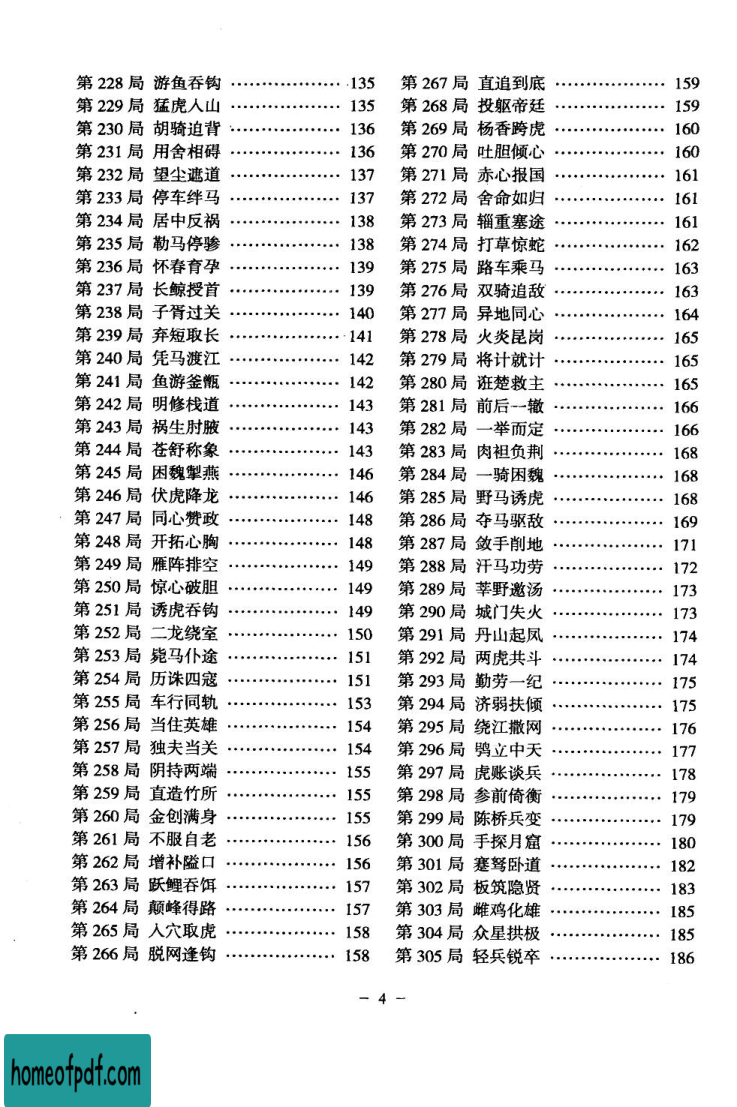 第 228 局 游鱼吞钩 ………………… 135
第 229 局 猛虎入山 ………………… 135
第 230 局 胡骑迫背 ………………… 136
第 231 局 用舍相碍 ………………… 136
第 232 局 望尘遮道 ………………… 137
第 233 局 停车绊马 ………………… 137
第 234 局 居中反祸 ………………… 138
第 235 局 勒马停骖 ………………… 138
第 236 局 怀春育孕 ………………… 139
第 237 局 长鲸授首 ………………… 139
第 238 局 子胥过关 ………………… 140
第 239 局 弃短取长 ………………… 141
第 240 局 凭马渡江 ………………… 142
第 241 局 鱼游釜甑 ………………… 142
第 242 局 明修栈道 ………………… 143
第 243 局 祸生肘腋 ………………… 143
第 244 局 苍舒称象 ………………… 143
第 245 局 困魏掣燕 ………………… 146
第 246 局 伏虎降龙 ………………… 146
第 247 局 同心赞政 ………………… 148
第 248 局 开拓心胸 ………………… 148
第 249 局 雁阵排空 ………………… 149
第 250 局 惊心破胆 ………………… 149
第 251 局 诱虎吞钩 ………………… 149
第 252 局 二龙绕室 ………………… 150
第 253 局 毙马仆途 ………………… 151
第 254 局 历诛四寇 ………………… 151
第 255 局 车行同轨 ………………… 153
第 256 局 当住英雄 ………………… 154
第 257 局 独夫当关 ………………… 154
第 258 局 阴持两端 ………………… 155
第 259 局 直造竹所 ………………… 155
第 260 局 金创满身 ………………… 155
第 261 局 不服自老 ………………… 156
第 262 局 增补隘口 ………………… 156
第 263 局 跃鲤吞饵 ………………… 157
第 264 局 颠峰得路 ………………… 157
第 265 局 入穴取虎 ………………… 158
第 266 局 脱网逢钩 ………………… 158
第 267 局 直追到底 ………………… 159
第 268 局 投躯帝廷 ………………… 159
第 269 局 杨香跨虎 ………………… 160
第 270 局 吐胆倾心 ………………… 160
第 271 局 赤心报国 ………………… 161
第 272 局 舍命如归 ………………… 161
第 273 局 辎重塞途 ………………… 161
第 274 局 打草惊蛇 ………………… 162
第 275 局 路车乘马 ………………… 163
第 276 局 双骑追敌 ………………… 163
第 277 局 异地同心 ………………… 164
第 278 局 火炎昆岗 ………………… 165
第 279 局 将计就计 ………………… 165
第 280 局 诳楚救主 ………………… 165
第 281 局 前后一辙 ………………… 166
第 282 局 一举而定 ………………… 166
第 283 局 肉袒负荆 ………………… 168
第 284 局 一骑困魏 ………………… 168
第 285 局 野马诱虎 ………………… 168
第 286 局 夺马驱敌 ………………… 169
第 287 局 敛手削地 ………………… 171
第 288 局 汗马功劳 ………………… 172
第 289 局 莘野邀汤 ………………… 173
第 290 局 城门失火 ………………… 173
第 291 局 丹山起凤 ………………… 174
第 292 局 两虎共斗 ………………… 174
第 293 局 勤劳一纪 ………………… 175
第 294 局 济弱扶倾 ………………… 175
第 295 局 绕江撒网 ………………… 176
第 296 局 鹗立中天 ………………… 177
第 297 局 虎账谈兵 ………………… 178
第 298 局 参前倚衡 ………………… 179
第 299 局 陈桥兵变 ………………… 179
第 300 局 手探月窟 ………………… 180
第 301 局 蹇驽卧道 ………………… 182
第 302 局 板筑隐贤 ………………… 183
第 303 局 雌鸡化雄 ………………… 185
第 304 局 众星拱极 ………………… 185
第 305 局 轻兵锐卒 ………………… 186
－ 4 －
homeofpdf.com